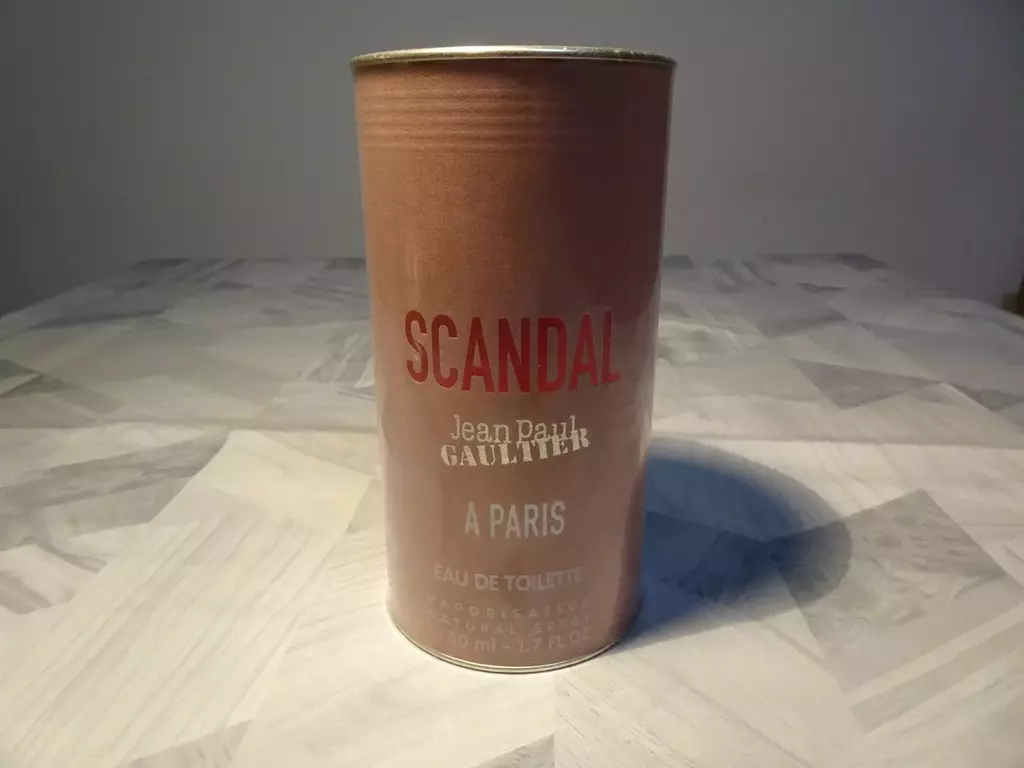 SCANDAL
Jean Paul
GAULTIER
A PARIS
EAU DE TOILETTE
VAPORISATEUR
NATURAL SPRAY
50 ml - 1.7 FL OZ